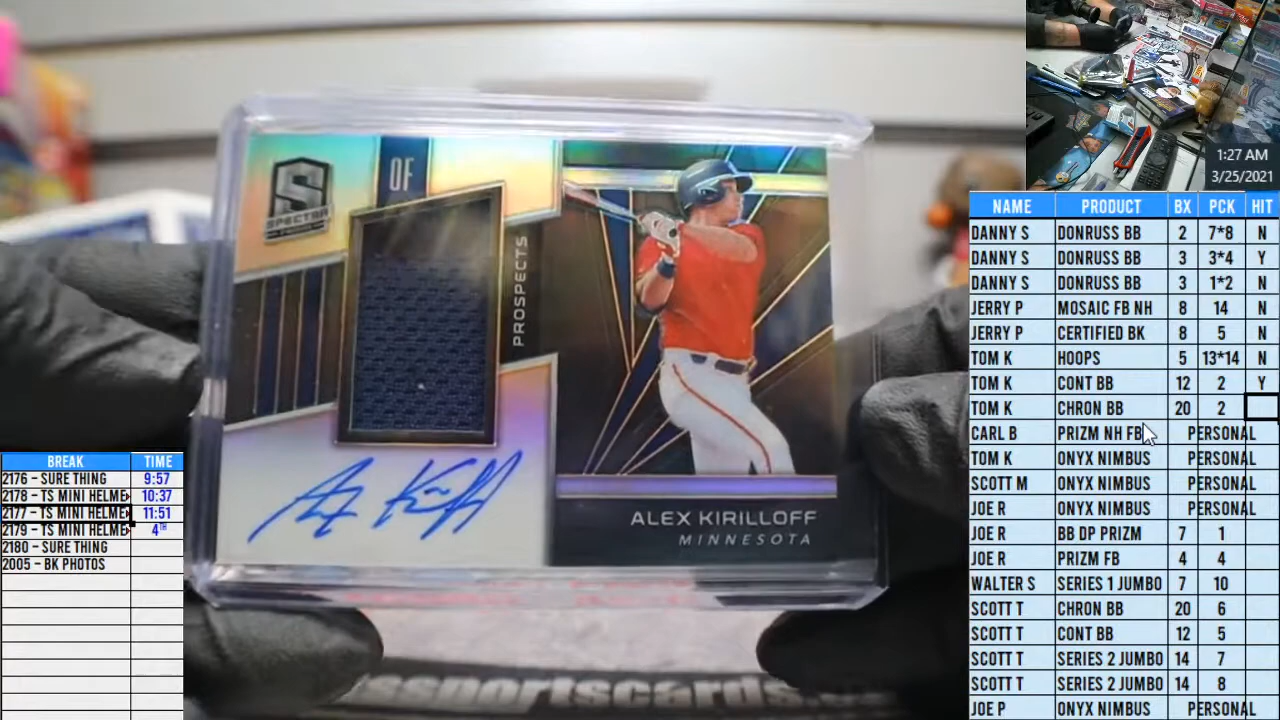 1:27 AM
3/25/2021
NAME PRODUCT BX PCK HIT
DANNY S DONRUSS BB 2 7*8 N
DANNY S DONRUSS BB 3 3*4 Y
DANNY S DONRUSS BB 3 1*2 N
JERRY P MOSAIC FB NH 8 14 N
JERRY P CERTIFIED BK 8 5 N
TOM K HOOPS 5 13*14 N
TOM K CONT BB 12 2 Y
TOM K CHRON BB 20 2
CARL B PRIZM NH FB PERSONAL
TOM K ONYX NIMBUS PERSONAL
SCOTT M ONYX NIMBUS PERSONAL
JOE R ONYX NIMBUS PERSONAL
JOE R BB DP PRIZM 7 1
JOE R PRIZM FB 4 4
WALTER S SERIES 1 JUMBO 7 10
SCOTT T CHRON BB 20 6
SCOTT T CONT BB 12 5
SCOTT T SERIES 2 JUMBO 14 7
SCOTT T SERIES 2 JUMBO 14 8
JOE P ONYX NIMBUS PERSONAL
S
SPECTRA
OF
PROSPECTS
ALEX KIRILLOFF
MINNESOTA
BREAK TIME
2176 – SURE THING 9:57
2178 – TS MINI HELME 10:37
2177 – TS MINI HELME 11:51
2179 – TS MINI HELME 4TH
2180 – SURE THING
2005 – BK PHOTOS
sportscards